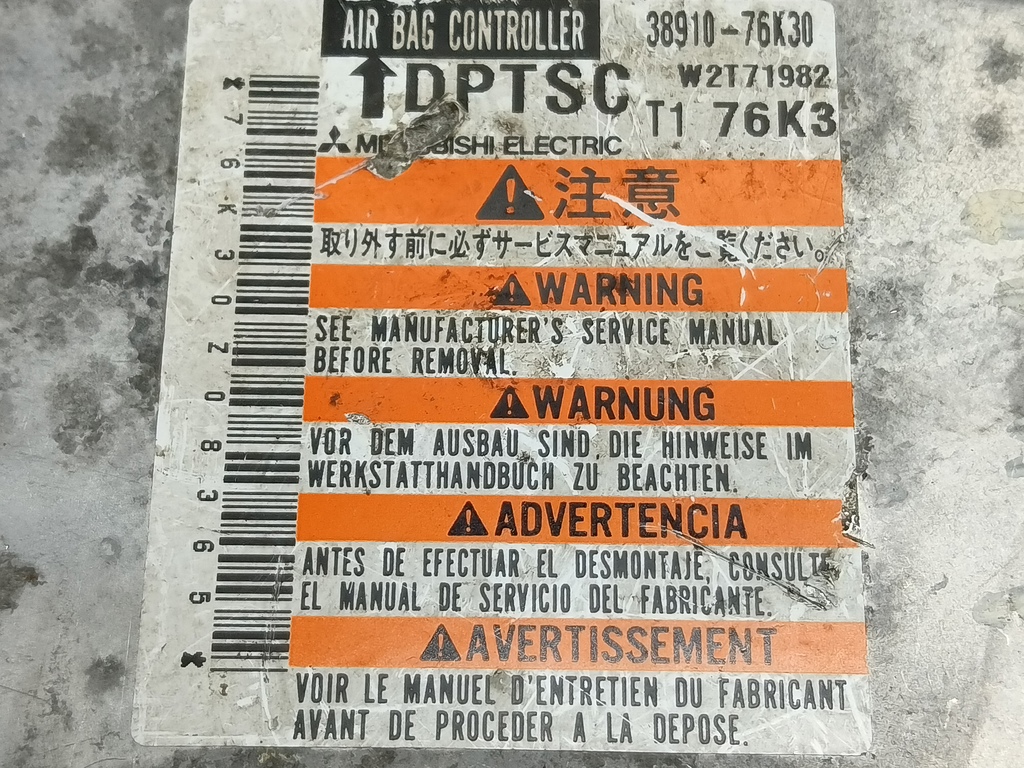 AIR BAG CONTROLLER 38910-76K30
↑DPTSC W2T71982
T1 76K3
MITSUBISHI ELECTRIC
注意
取り外す前に必ずサービスマニュアルをご覧ください。
WARNING
SEE MANUFACTURER'S SERVICE MANUAL
BEFORE REMOVAL.
WARNUNG
VOR DEM AUSBAU SIND DIE HINWEISE IM
WERKSTATTHANDBUCH ZU BEACHTEN.
ADVERTENCIA
ANTES DE EFECTUAR EL DESMONTAJE, CONSULTE
EL MANUAL DE SERVICIO DEL FABRICANTE.
AVERTISSEMENT
VOIR LE MANUEL D'ENTRETIEN DU FABRICANT
AVANT DE PROCEDER A LA DEPOSE.
*76K30Z08365*